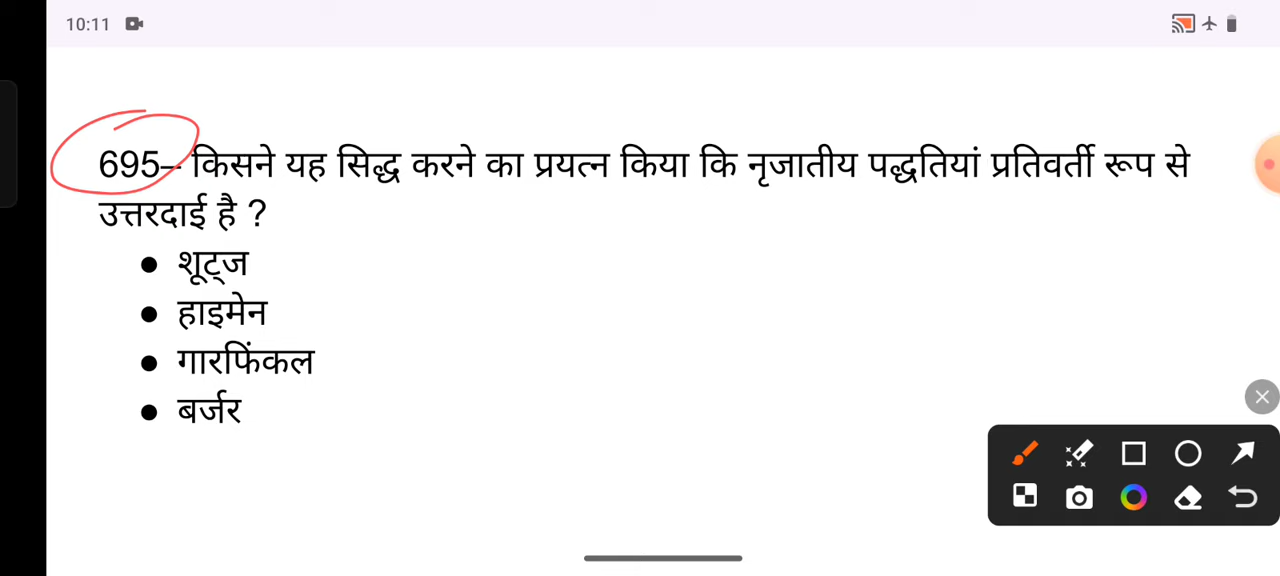 10:11
695– किसने यह सिद्ध करने का प्रयत्न किया कि नृजातीय पद्धतियां प्रतिवर्ती रूप से
उत्तरदाई है ?
● शूट्ज
● हाइमेन
● गारफिंकल
● बर्जर